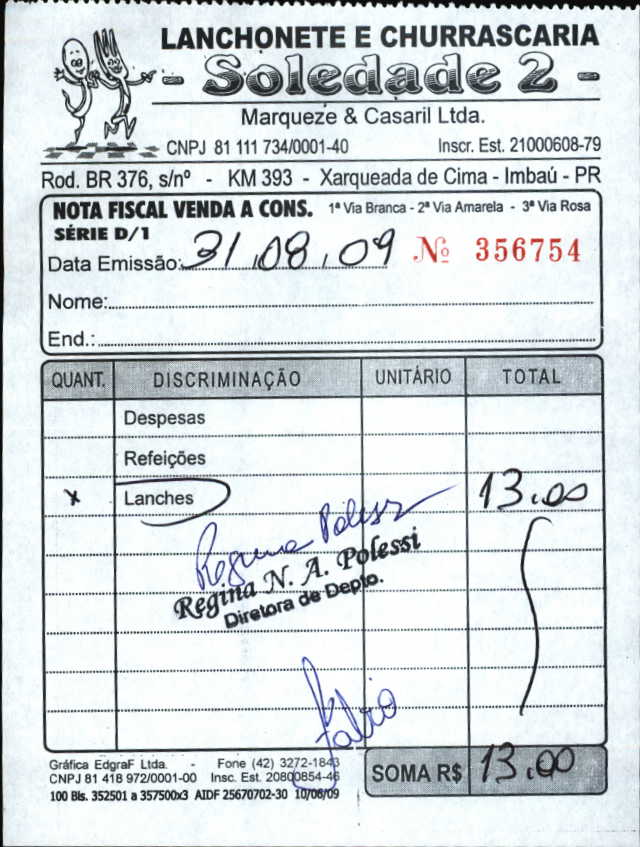 LANCHONETE E CHURRASCARIA
- Soledade 2 -
Marqueze & Casaril Ltda.
CNPJ 81 111 734/0001-40 Inscr. Est. 21000608-79
Rod. BR 376, s/nº - KM 393 - Xarqueada de Cima - Imbaú - PR
NOTA FISCAL VENDA A CONS. 1ª Via Branca - 2ª Via Amarela - 3ª Via Rosa
SÉRIE D/1
Data Emissão: 31.08.09 Nº 356754
Nome:
End.:
QUANT. DISCRIMINAÇÃO UNITÁRIO TOTAL
Despesas
Refeições
x Lanches 13.00
Regina Polessi
Regina N. A. Polessi
Diretora de Depto.
Fabio
Gráfica EdgraF Ltda. - Fone (42) 3272-1843
CNPJ 81 418 972/0001-00 Insc. Est. 20800854-46
100 Bls. 352501 a 357500x3 AIDF 25670702-30 10/06/09
SOMA R$ 13.00